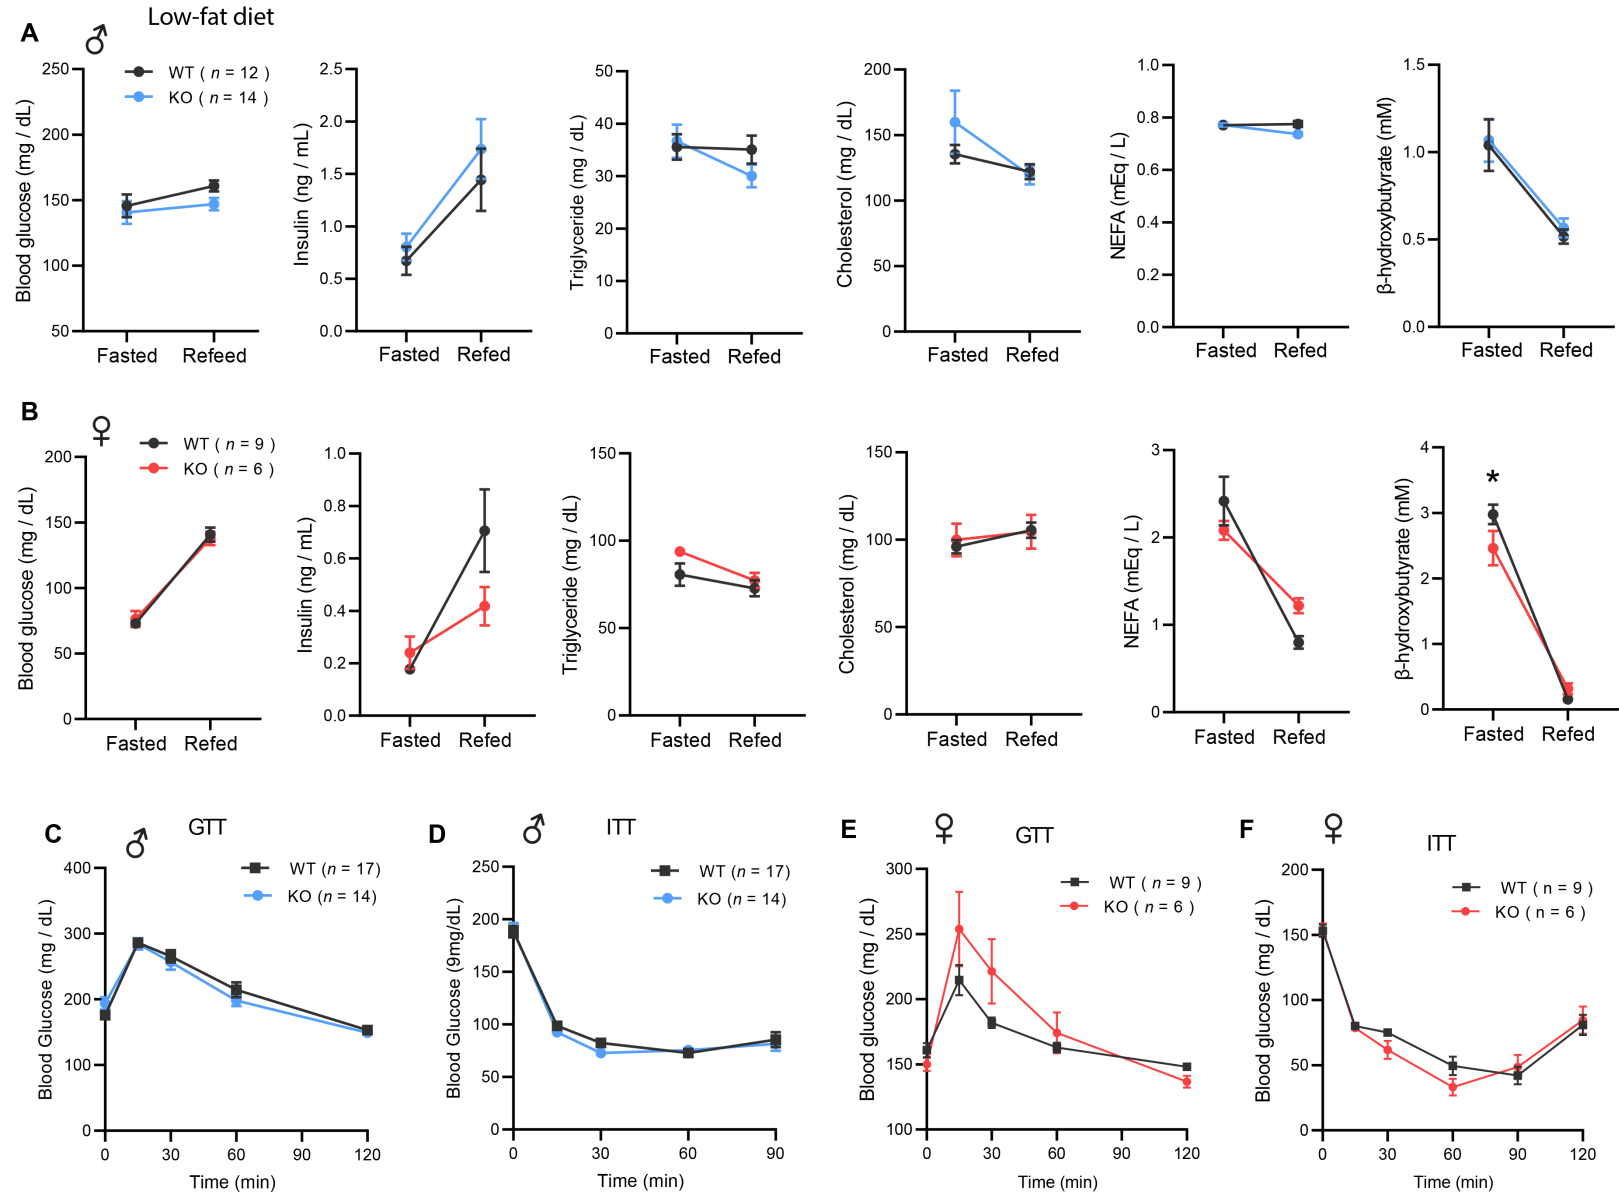 Low-fat diet
A ♂
WT ( n = 12 )
KO ( n = 14 )
Blood glucose (mg / dL)
250
200
150
100
50
Fasted Refeed
Insulin (ng / mL)
2.5
2.0
1.5
1.0
0.5
0.0
Fasted Refed
Triglyceride (mg / dL)
50
40
30
20
10
0
Fasted Refed
Cholesterol (mg / dL)
200
150
100
50
0
Fasted Refed
NEFA (mEq / L)
1.0
0.8
0.6
0.4
0.2
0.0
Fasted Refed
β-hydroxybutyrate (mM)
1.5
1.0
0.5
0.0
Fasted Refed
B ♀
WT ( n = 9 )
KO ( n = 6 )
Blood glucose (mg / dL)
200
150
100
50
0
Fasted Refed
Insulin (ng / mL)
1.0
0.8
0.6
0.4
0.2
0.0
Fasted Refed
Triglyceride (mg / dL)
150
100
50
0
Fasted Refed
Cholesterol (mg / dL)
150
100
50
0
Fasted Refed
NEFA (mEq / L)
3
2
1
0
Fasted Refed
β-hydroxybutyrate (mM)
4
3
2
1
0
*
Fasted Refed
C ♂ GTT
WT (n = 17)
KO (n = 14)
Blood Glucose (mg / dL)
400
300
200
100
0
0 30 60 90 120
Time (min)
D ♂ ITT
WT (n = 17)
KO (n = 14)
Blood Glucose (9mg/dL)
250
200
150
100
50
0
0 30 60 90
Time (min)
E ♀ GTT
WT ( n = 9 )
KO ( n = 6 )
Blood glucose (mg / dL)
300
250
200
150
100
0 30 60 90 120
Time (min)
F ♀ ITT
WT ( n = 9 )
KO ( n = 6 )
Blood glucose (mg / dL)
200
150
100
50
0
0 30 60 90 120
Time (min)